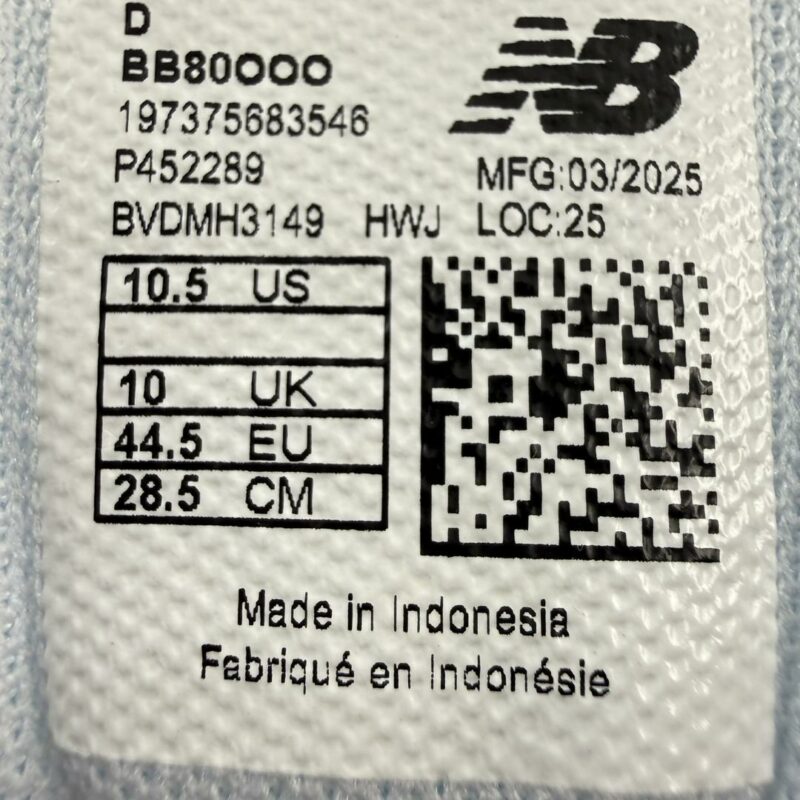 D
BB80OOO
197375683546
P452289
BVDMH3149 HWJ
NB
MFG:03/2025
LOC:25
10.5 US
10 UK
44.5 EU
28.5 CM
Made in Indonesia
Fabriqué en Indonésie